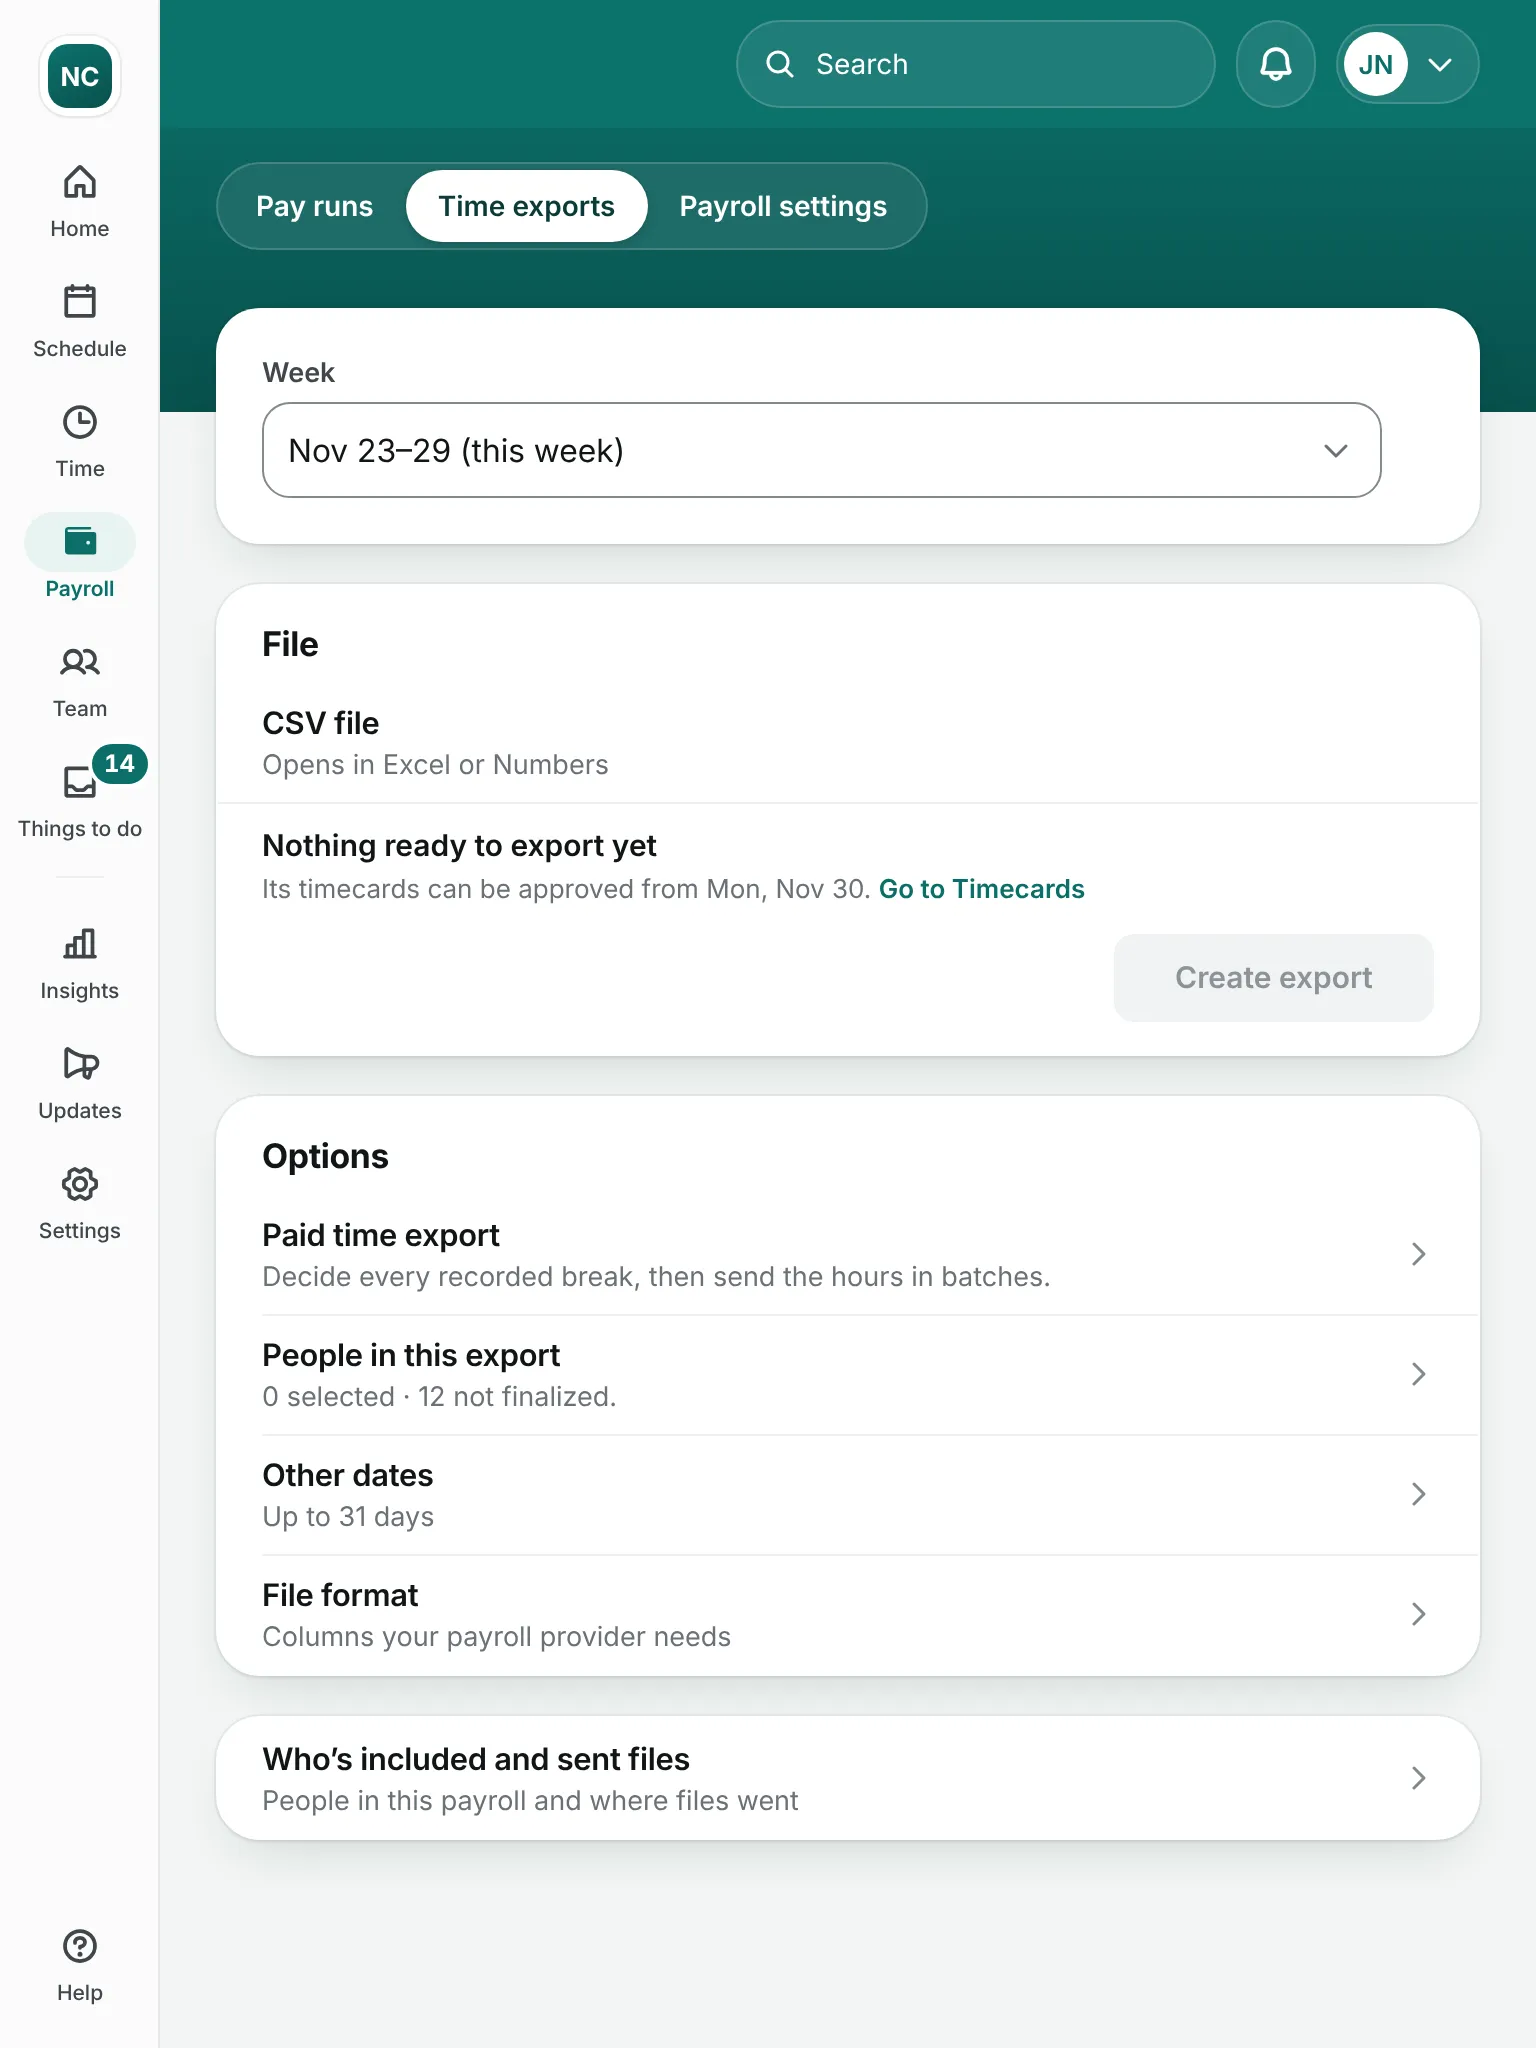 NC
Search
JN
Home
Schedule
Time
Payroll
Team
14
Things to do
Insights
Updates
Settings
Help
Pay runs
Time exports
Payroll settings
Week
Nov 23–29 (this week)
File
CSV file
Opens in Excel or Numbers
Nothing ready to export yet
Its timecards can be approved from Mon, Nov 30. Go to Timecards
Create export
Options
Paid time export
Decide every recorded break, then send the hours in batches.
People in this export
0 selected · 12 not finalized.
Other dates
Up to 31 days
File format
Columns your payroll provider needs
Who’s included and sent files
People in this payroll and where files went